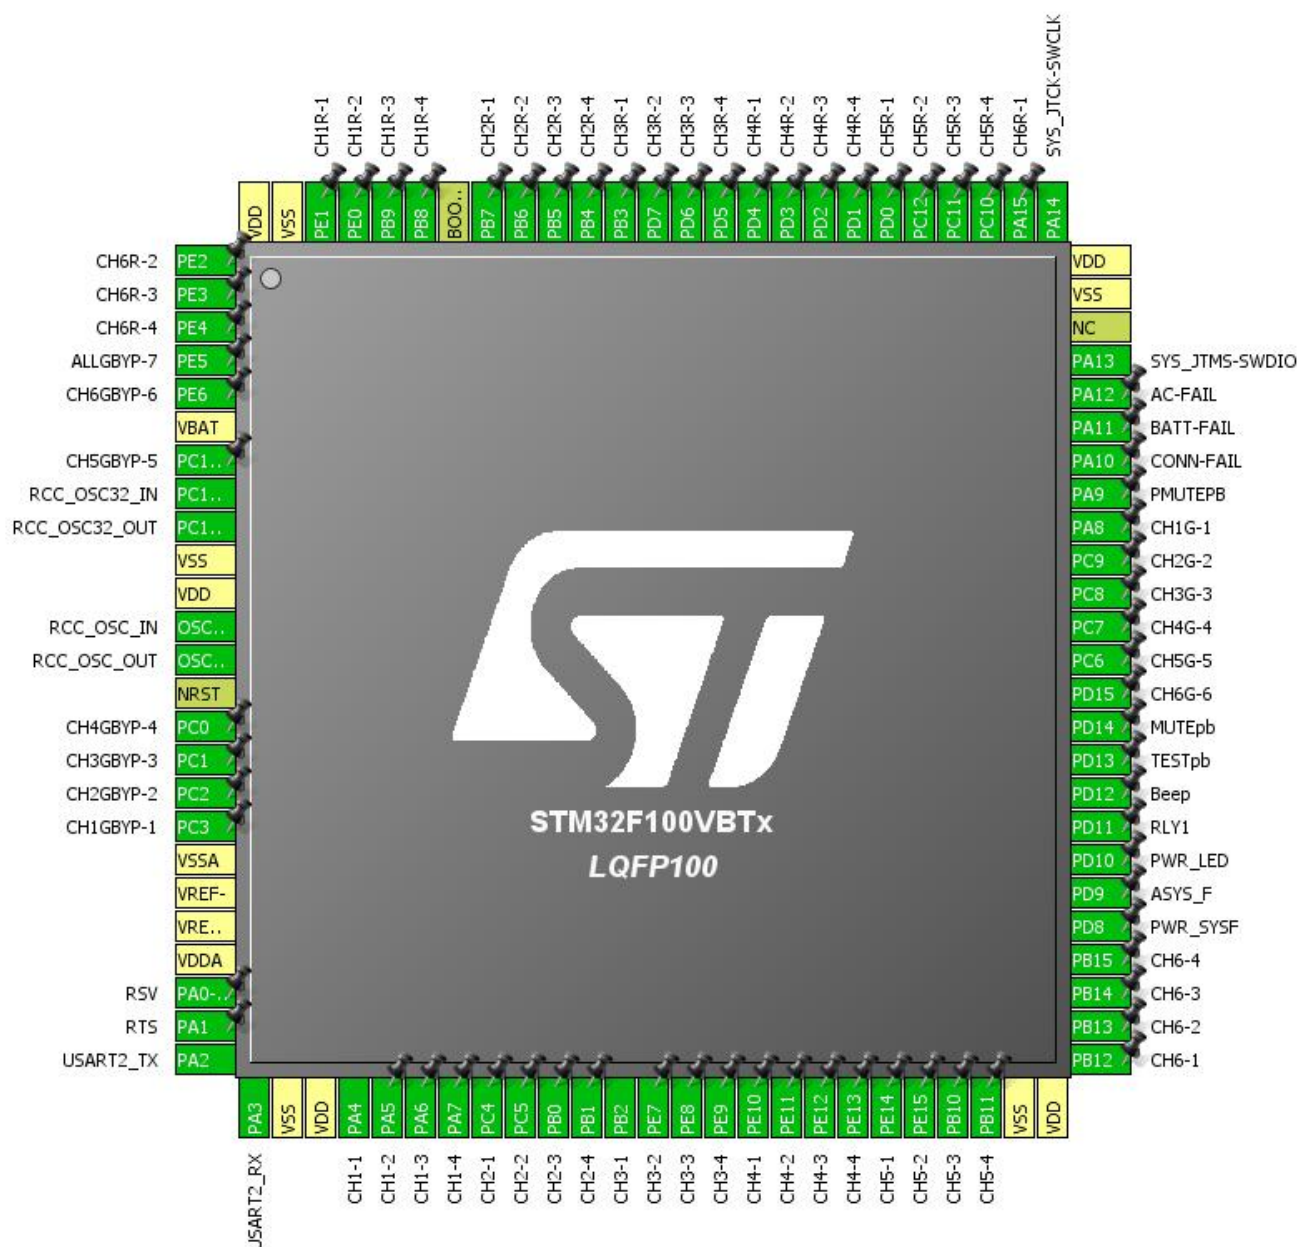 CH1R-1
CH1R-2
CH1R-3
CH1R-4
CH2R-1
CH2R-2
CH2R-3
CH2R-4
CH3R-1
CH3R-2
CH3R-3
CH3R-4
CH4R-1
CH4R-2
CH4R-3
CH4R-4
CH5R-1
CH5R-2
CH5R-3
CH5R-4
CH6R-1
SYS_JTCK-SWCLK
VDD
VSS
PE1
PE0
PB9
PB8
BOO..
PB7
PB6
PB5
PB4
PB3
PD7
PD6
PD5
PD4
PD3
PD2
PD1
PD0
PC12
PC11
PC10
PA15
PA14
CH6R-2 PE2
CH6R-3 PE3
CH6R-4 PE4
ALLGBYP-7 PE5
CH6GBYP-6 PE6
VBAT
CH5GBYP-5 PC1..
RCC_OSC32_IN PC1..
RCC_OSC32_OUT PC1..
VSS
VDD
RCC_OSC_IN OSC..
RCC_OSC_OUT OSC..
NRST
CH4GBYP-4 PC0
CH3GBYP-3 PC1
CH2GBYP-2 PC2
CH1GBYP-1 PC3
VSSA
VREF-
VRE..
VDDA
RSV PA0-..
RTS PA1
USART2_TX PA2
ST
STM32F100VBTx
LQFP100
VDD
VSS
NC
PA13 SYS_JTMS-SWDIO
PA12 AC-FAIL
PA11 BATT-FAIL
PA10 CONN-FAIL
PA9 PMUTEPB
PA8 CH1G-1
PC9 CH2G-2
PC8 CH3G-3
PC7 CH4G-4
PC6 CH5G-5
PD15 CH6G-6
PD14 MUTEpb
PD13 TESTpb
PD12 Beep
PD11 RLY1
PD10 PWR_LED
PD9 ASYS_F
PD8 PWR_SYSF
PB15 CH6-4
PB14 CH6-3
PB13 CH6-2
PB12 CH6-1
PA3
VSS
VDD
PA4
PA5
PA6
PA7
PC4
PC5
PB0
PB1
PB2
PE7
PE8
PE9
PE10
PE11
PE12
PE13
PE14
PE15
PB10
PB11
VSS
VDD
USART2_RX
CH1-1
CH1-2
CH1-3
CH1-4
CH2-1
CH2-2
CH2-3
CH2-4
CH3-1
CH3-2
CH3-3
CH3-4
CH4-1
CH4-2
CH4-3
CH4-4
CH5-1
CH5-2
CH5-3
CH5-4